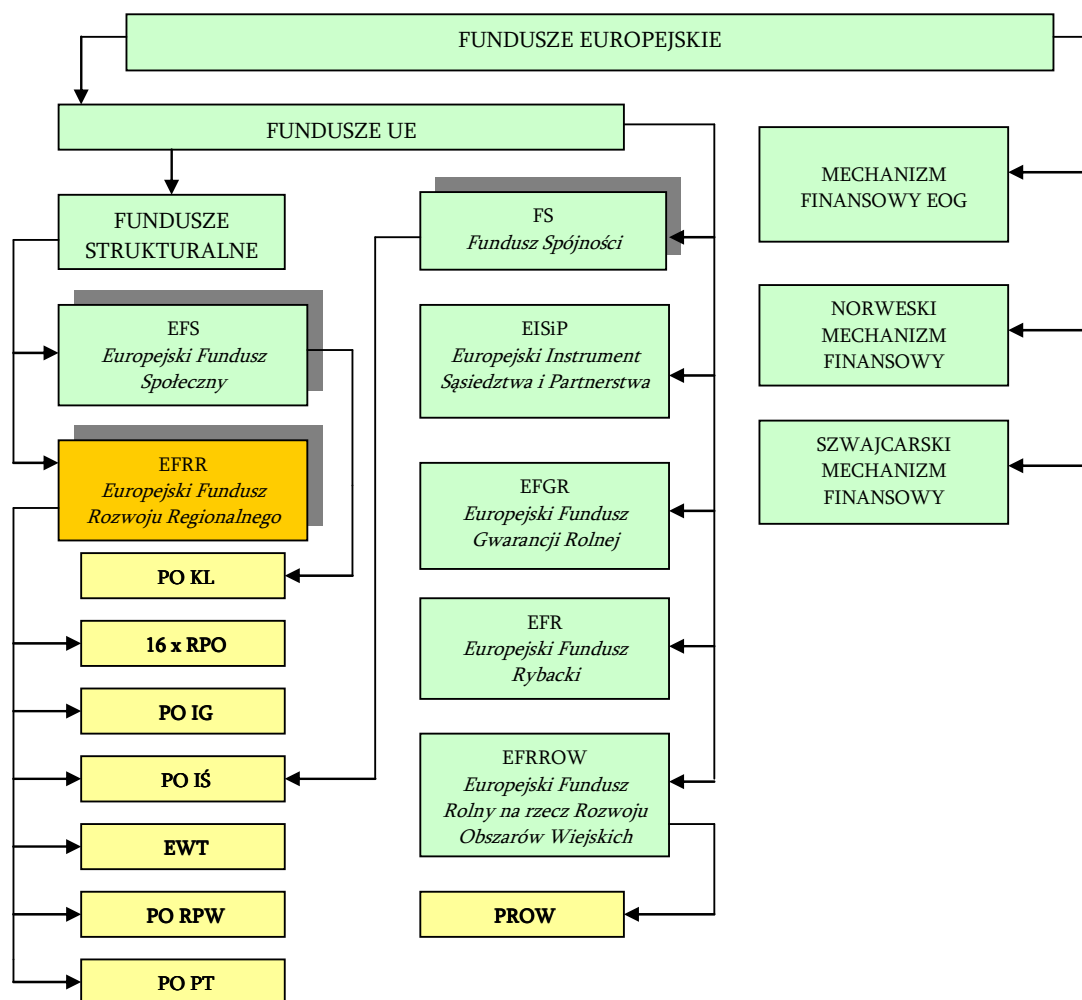 FUNDUSZE EUROPEJSKIE
FUNDUSZE UE
FUNDUSZE
STRUKTURALNE
EFS
Europejski Fundusz
Społeczny
EFRR
Europejski Fundusz
Rozwoju Regionalnego
PO KL
16 x RPO
PO IG
PO IŚ
EWT
PO RPW
PO PT
FS
Fundusz Spójności
EISiP
Europejski Instrument
Sąsiedztwa i Partnerstwa
EFGR
Europejski Fundusz
Gwarancji Rolnej
EFR
Europejski Fundusz
Rybacki
EFRROW
Europejski Fundusz
Rolny na rzecz Rozwoju
Obszarów Wiejskich
PROW
MECHANIZM
FINANSOWY EOG
NORWESKI
MECHANIZM
FINANSOWY
SZWAJCARSKI
MECHANIZM
FINANSOWY